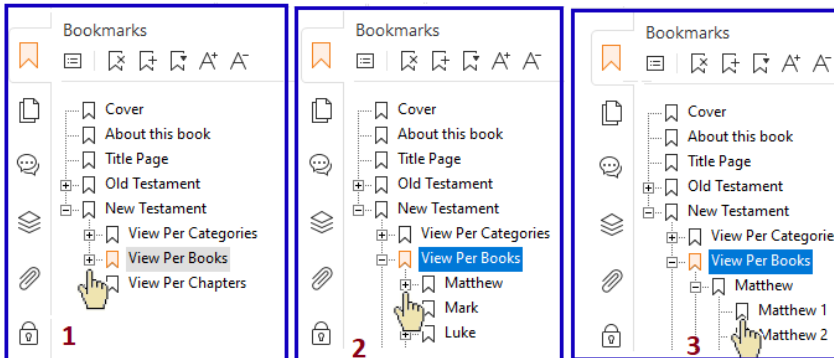 Bookmarks
Cover
About this book
Title Page
Old Testament
New Testament
View Per Categories
View Per Books
View Per Chapters
1
Bookmarks
Cover
About this book
Title Page
Old Testament
New Testament
View Per Categories
View Per Books
Matthew
Mark
Luke
2
Bookmarks
Cover
About this book
Title Page
Old Testament
New Testament
View Per Categorie
View Per Books
Matthew
Matthew 1
Matthew 2
3